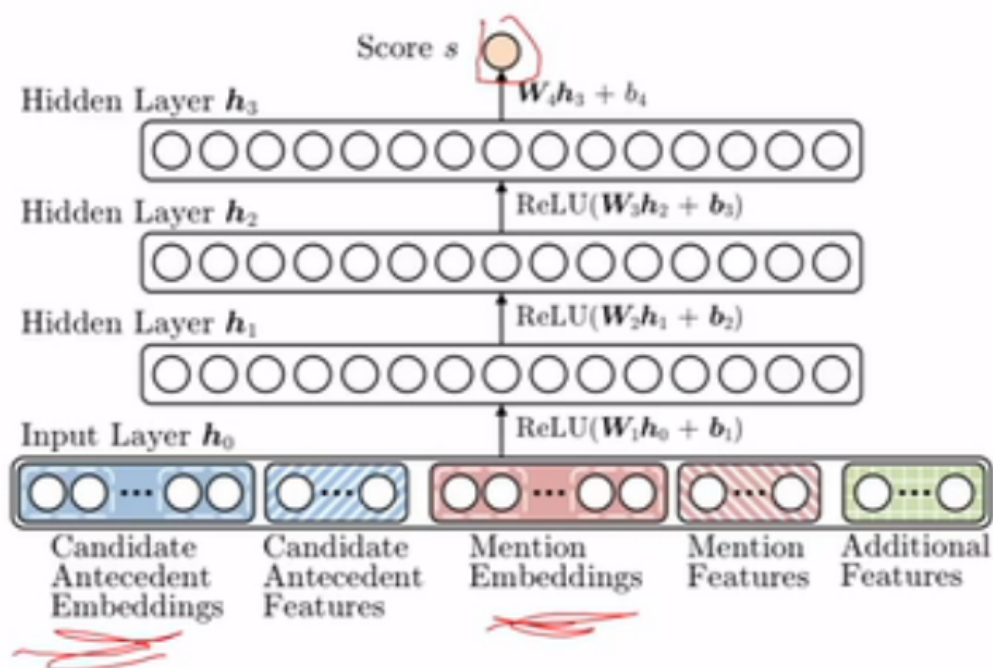 Score s
W₄h₃ + b₄
Hidden Layer h₃
ReLU(W₃h₂ + b₃)
Hidden Layer h₂
ReLU(W₂h₁ + b₂)
Hidden Layer h₁
ReLU(W₁h₀ + b₁)
Input Layer h₀
Candidate
Antecedent
Embeddings
Candidate
Antecedent
Features
Mention
Embeddings
Mention
Features
Additional
Features